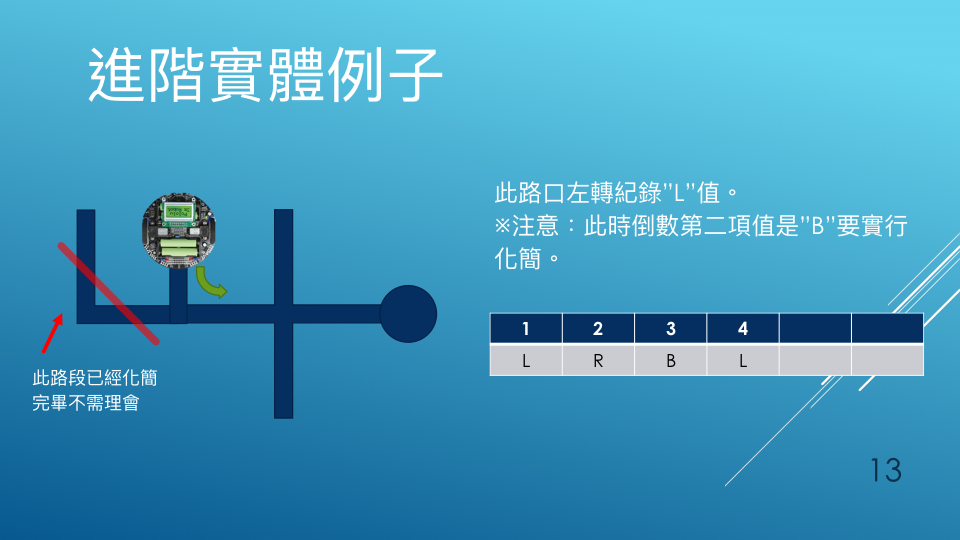 進階實體例子
此路口左轉紀錄”L”值。
※注意：此時倒數第二項值是”B”要實行
化簡。
1 2 3 4
L R B L
此路段已經化簡
完畢不需理會
13